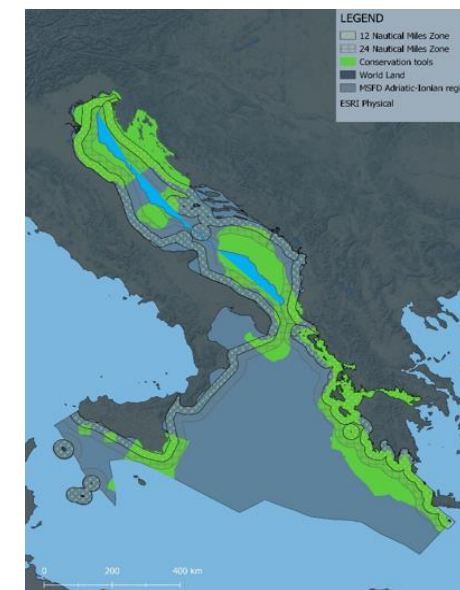 LEGEND
12 Nautical Miles Zone
24 Nautical Miles Zone
Conservation tools
World Land
MSFD Adriatic-Ionian regi
ESRI Physical
0 200 400 km